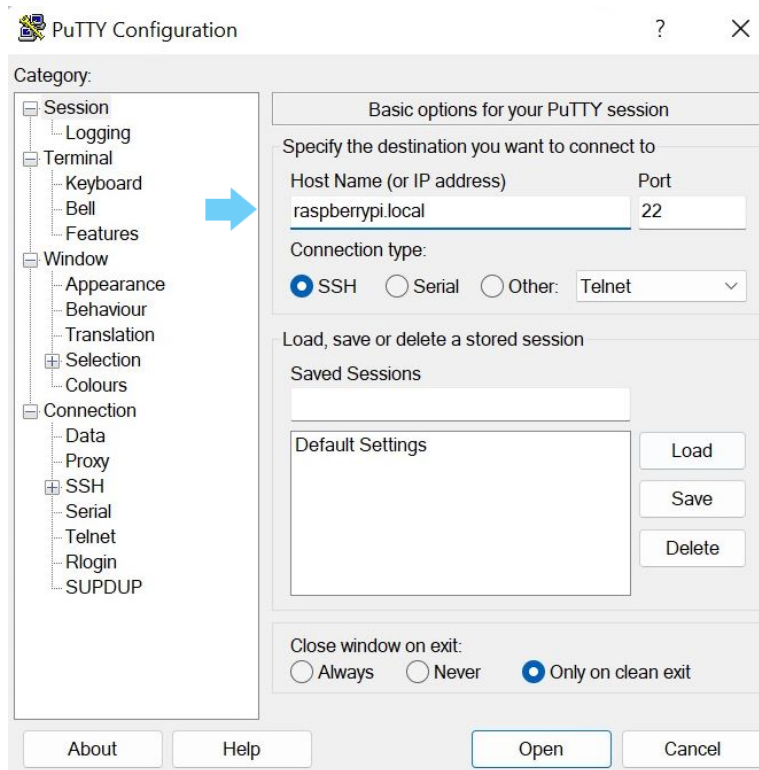 PuTTY Configuration
?
Category:
Session
Logging
Terminal
Keyboard
Bell
Features
Window
Appearance
Behaviour
Translation
Selection
Colours
Connection
Data
Proxy
SSH
Serial
Telnet
Rlogin
SUPDUP
Basic options for your PuTTY session
Specify the destination you want to connect to
Host Name (or IP address) Port
raspberrypi.local 22
Connection type:
SSH Serial Other: Telnet
Load, save or delete a stored session
Saved Sessions
Default Settings
Load
Save
Delete
Close window on exit:
Always Never Only on clean exit
About Help Open Cancel